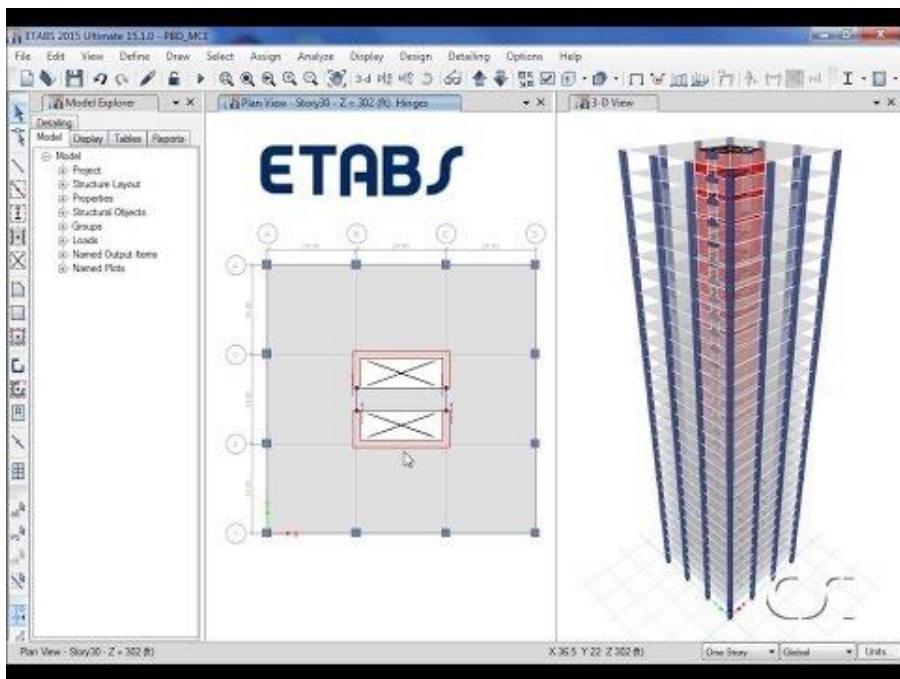 ETABS 2015 Ultimate 15.1.0 - PBD_MCE
File Edit View Define Draw Select Assign Analyze Display Design Detailing Options Help
3-d
Model Explorer
Plan View - Story30 - Z = 302 (ft) Hinges
3-D View
Detailing
Model Display Tables Reports
Model
Project
Structure Layout
Properties
Structural Objects
Groups
Loads
Named Output Items
Named Plots
ETABS
A B C D
CSI
Plan View - Story30 - Z = 302 (ft)
X 36.5 Y 22 Z 302 (ft)
One Story
Global
Units